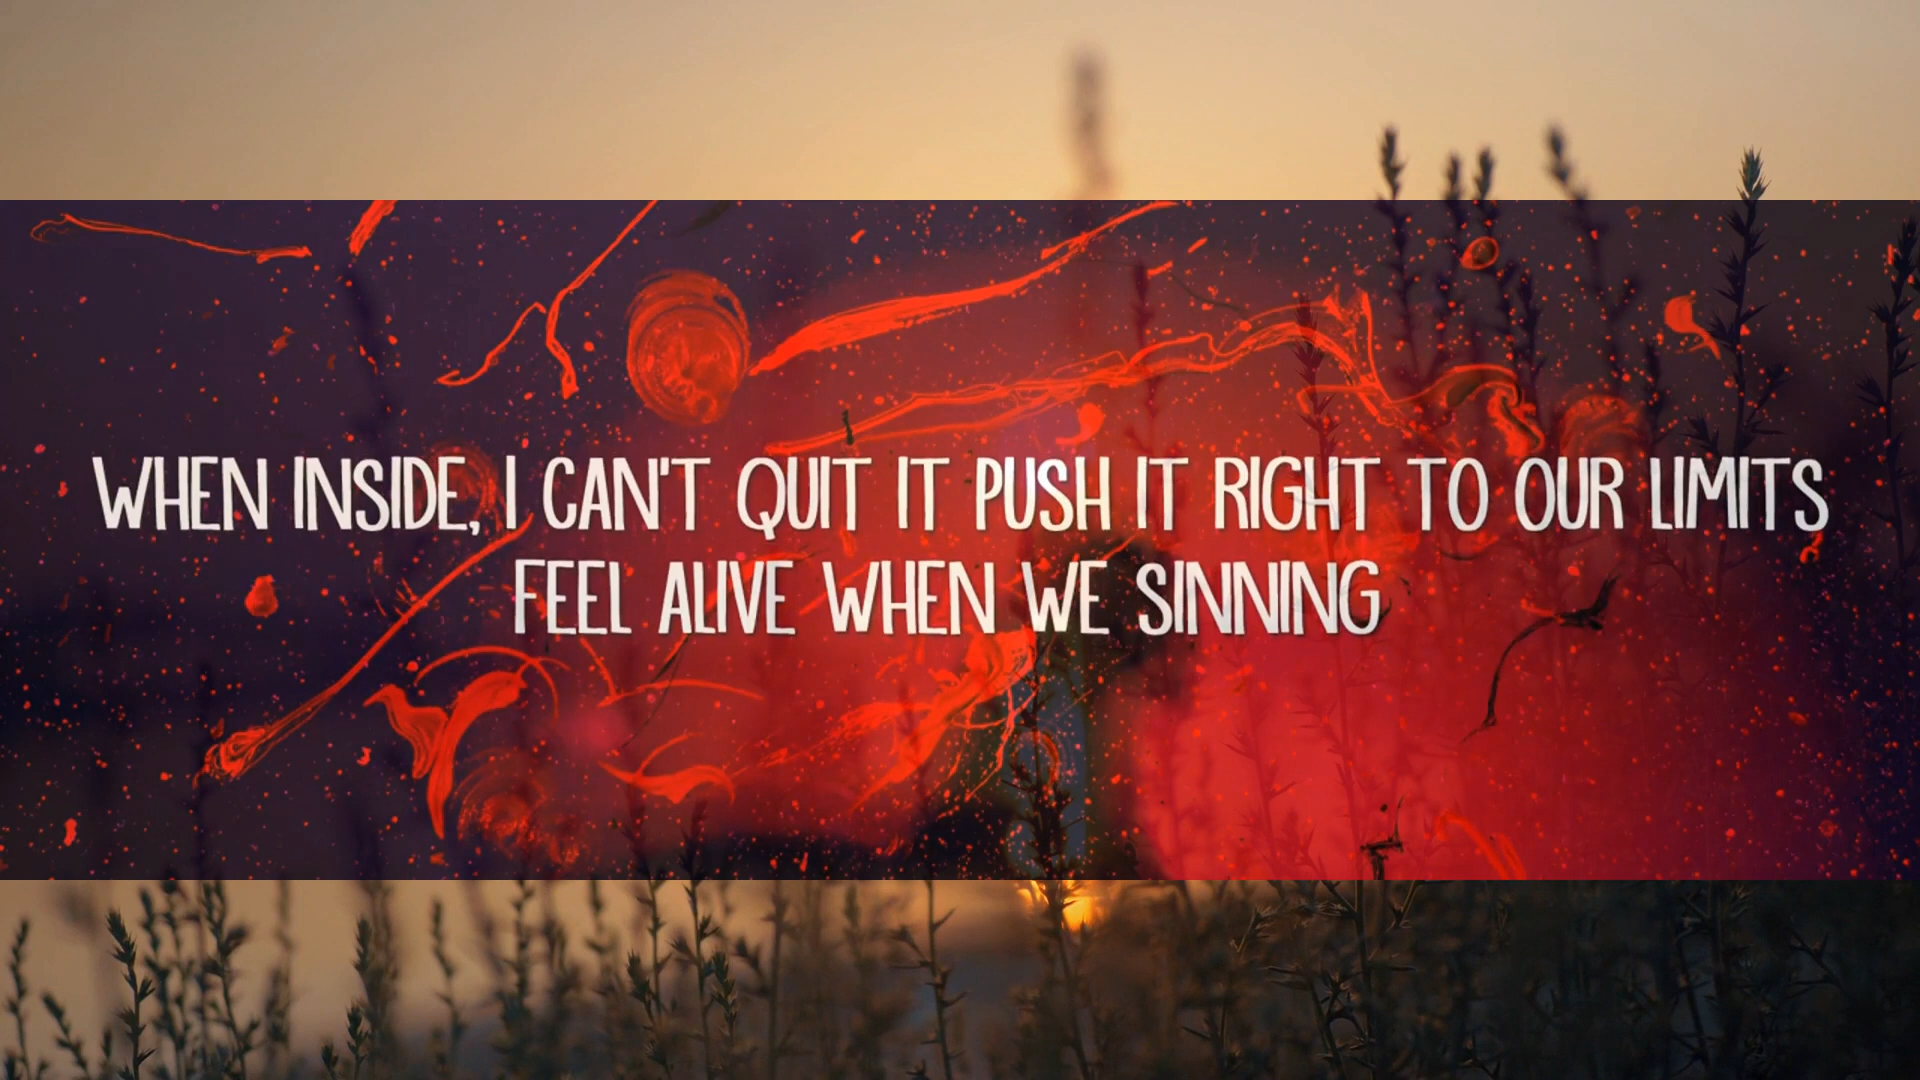 WHEN INSIDE, I CAN'T QUIT IT PUSH IT RIGHT TO OUR LIMITS
FEEL ALIVE WHEN WE SINNING